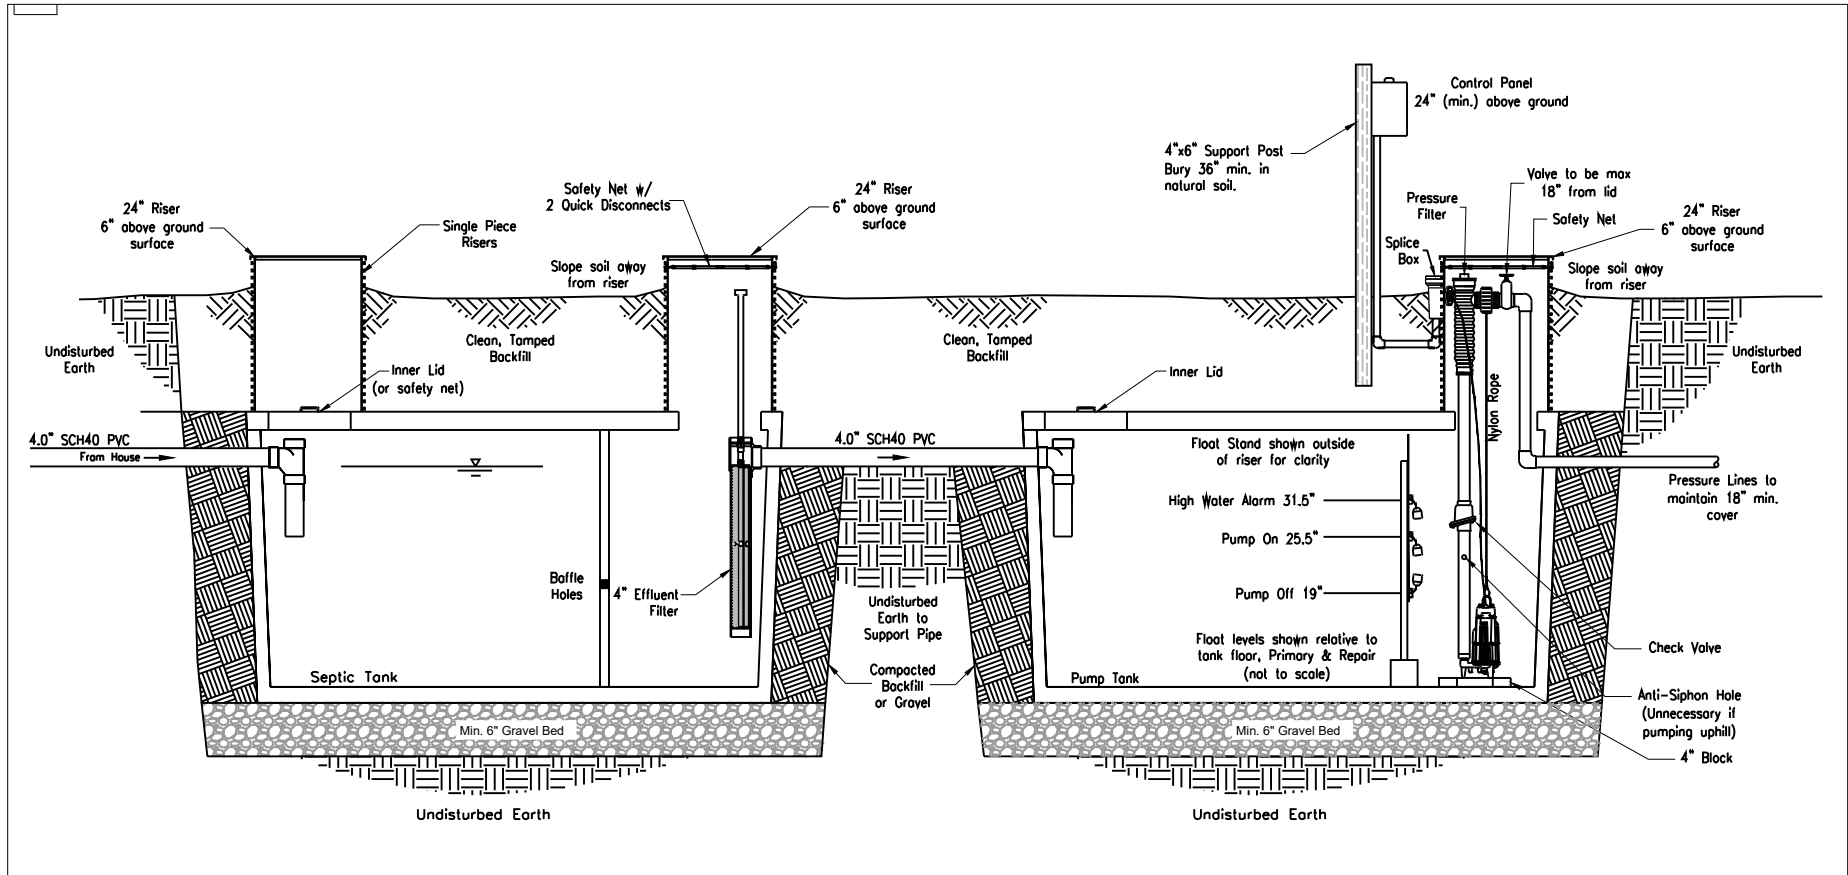 Control Panel
24" (min.) above ground
4"x6" Support Post
Bury 36" min. in
natural soil.
Valve to be max
18" from lid
Pressure
Filter
Safety Net
24" Riser
6" above ground
surface
Splice
Box
Slope soil away
from riser
24" Riser
6" above ground
surface
Single Piece
Risers
Safety Net w/
2 Quick Disconnects
24" Riser
6" above ground
surface
Slope soil away
from riser
Undisturbed
Earth
Clean, Tamped
Backfill
Clean, Tamped
Backfill
Undisturbed
Earth
Inner Lid
(or safety net)
Inner Lid
Nylon Rope
4.0" SCH40 PVC
From House
4.0" SCH40 PVC
Float Stand shown outside
of riser for clarity
High Water Alarm 31.5"
Pump On 25.5"
Pump Off 19"
Float levels shown relative to
tank floor, Primary & Repair
(not to scale)
Pressure Lines to
maintain 18" min.
cover
Baffle
Holes
4" Effluent
Filter
Undisturbed
Earth to
Support Pipe
Compacted
Backfill
or Gravel
Septic Tank
Pump Tank
Check Valve
Anti-Siphon Hole
(Unnecessary if
pumping uphill)
4" Block
Min. 6" Gravel Bed
Min. 6" Gravel Bed
Undisturbed Earth
Undisturbed Earth